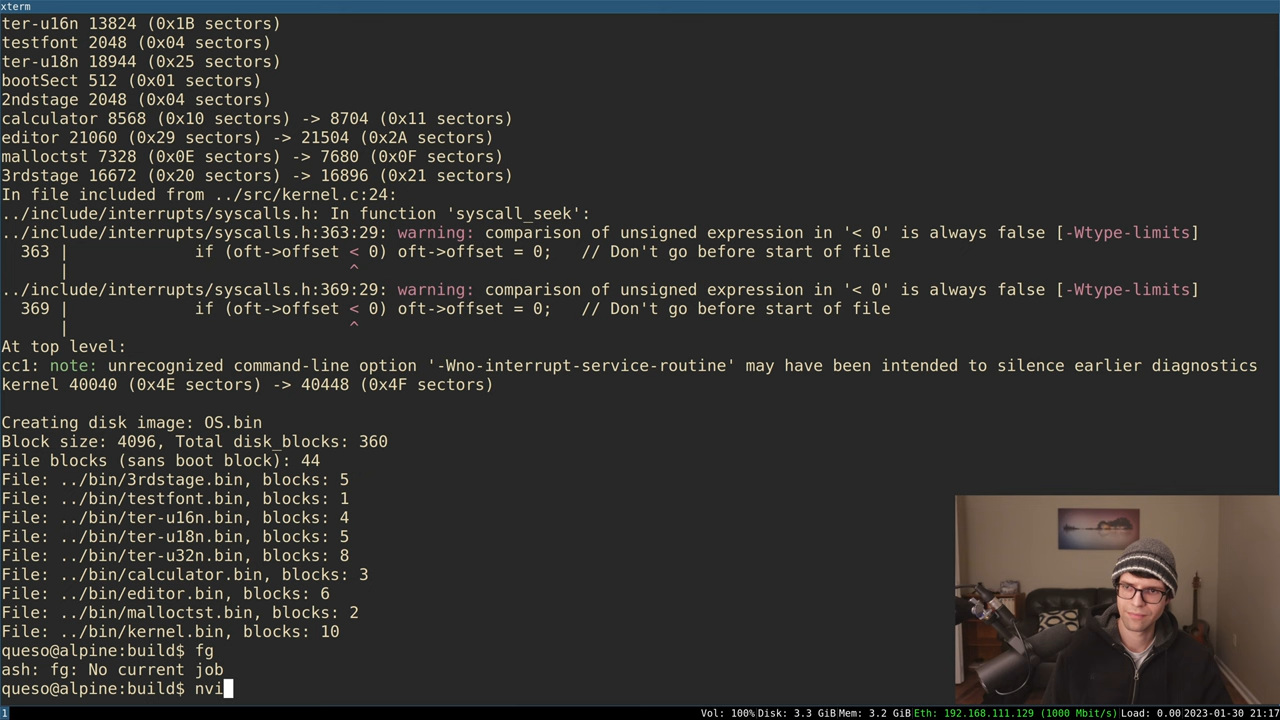 xterm
ter-u16n 13824 (0x1B sectors)
testfont 2048 (0x04 sectors)
ter-u18n 18944 (0x25 sectors)
bootSect 512 (0x01 sectors)
2ndstage 2048 (0x04 sectors)
calculator 8568 (0x10 sectors) -> 8704 (0x11 sectors)
editor 21060 (0x29 sectors) -> 21504 (0x2A sectors)
malloctst 7328 (0x0E sectors) -> 7680 (0x0F sectors)
3rdstage 16672 (0x20 sectors) -> 16896 (0x21 sectors)
In file included from ../src/kernel.c:24:
../include/interrupts/syscalls.h: In function 'syscall_seek':
../include/interrupts/syscalls.h:363:29: warning: comparison of unsigned expression in '< 0' is always false [-Wtype-limits]
363 | if (oft->offset < 0) oft->offset = 0; // Don't go before start of file
| ^
../include/interrupts/syscalls.h:369:29: warning: comparison of unsigned expression in '< 0' is always false [-Wtype-limits]
369 | if (oft->offset < 0) oft->offset = 0; // Don't go before start of file
| ^
At top level:
cc1: note: unrecognized command-line option '-Wno-interrupt-service-routine' may have been intended to silence earlier diagnostics
kernel 40040 (0x4E sectors) -> 40448 (0x4F sectors)
Creating disk image: OS.bin
Block size: 4096, Total disk_blocks: 360
File blocks (sans boot block): 44
File: ../bin/3rdstage.bin, blocks: 5
File: ../bin/testfont.bin, blocks: 1
File: ../bin/ter-u16n.bin, blocks: 4
File: ../bin/ter-u18n.bin, blocks: 5
File: ../bin/ter-u32n.bin, blocks: 8
File: ../bin/calculator.bin, blocks: 3
File: ../bin/editor.bin, blocks: 6
File: ../bin/malloctst.bin, blocks: 2
File: ../bin/kernel.bin, blocks: 10
queso@alpine:build$ fg
ash: fg: No current job
queso@alpine:build$ nvi
1 Vol: 100% Disk: 3.3 GiB Mem: 3.2 GiB Eth: 192.168.111.129 (1000 Mbit/s) Load: 0.00 2023-01-30 21:17